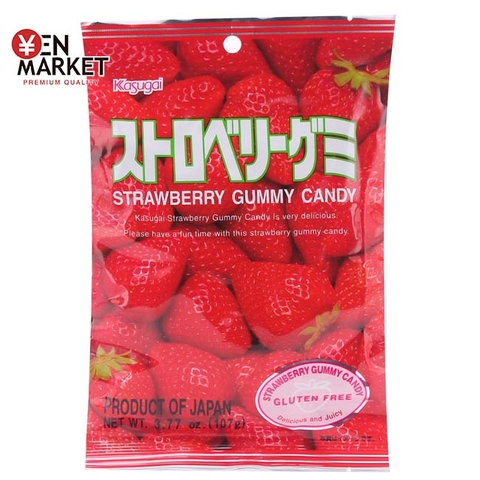 ¥EN
MARKET
PREMIUM QUALITY
Kasugai
ストロベリーグミ
STRAWBERRY GUMMY CANDY
Kasugai Strawberry Gummy Candy is very delicious.
Please have a fun time with this strawberry gummy candy.
STRAWBERRY GUMMY CANDY
GLUTEN FREE
Delicious and Juicy
PRODUCT OF JAPAN
NET WT. 3.77 oz. (107g)